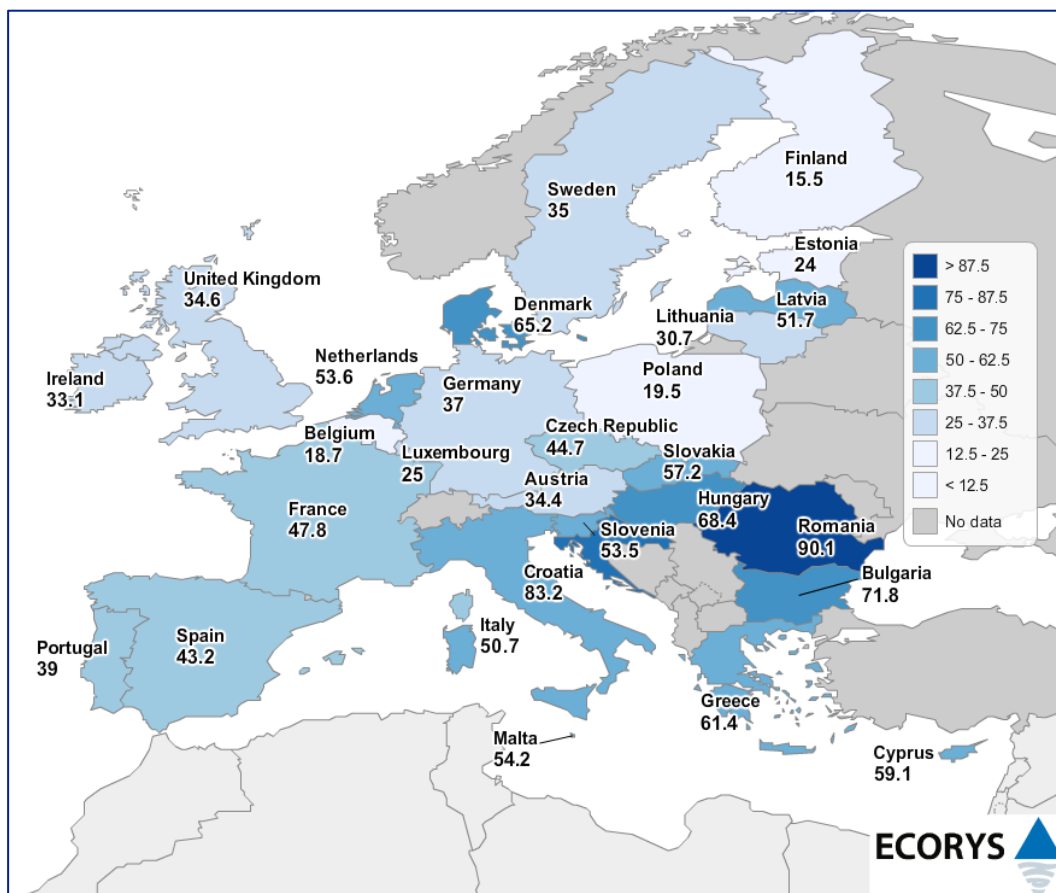 Finland
15.5
Sweden
35
Estonia
24
United Kingdom
34.6
Denmark
65.2
Latvia
51.7
Lithuania
30.7
Netherlands
53.6
Ireland
33.1
Germany
37
Poland
19.5
Belgium
18.7
Luxembourg
25
Czech Republic
44.7
Slovakia
57.2
Austria
34.4
Hungary
68.4
France
47.8
Slovenia
53.5
Romania
90.1
Croatia
83.2
Bulgaria
71.8
Portugal
39
Spain
43.2
Italy
50.7
Greece
61.4
Malta
54.2
Cyprus
59.1
> 87.5
75 - 87.5
62.5 - 75
50 - 62.5
37.5 - 50
25 - 37.5
12.5 - 25
< 12.5
No data
ECORYS